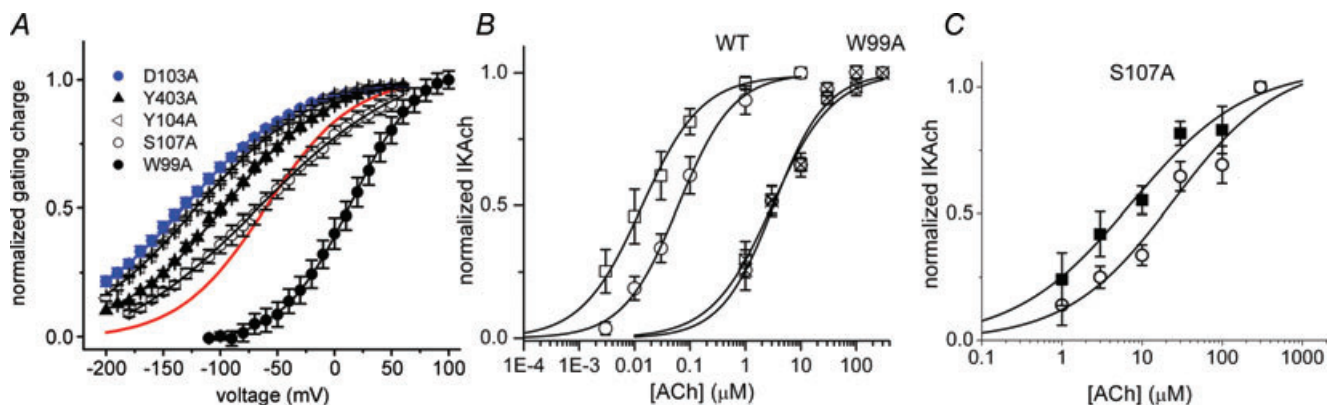 A
normalized gating charge
1.0
0.5
0.0
D103A
Y403A
Y104A
S107A
W99A
-200 -150 -100 -50 0 50 100
voltage (mV)
B
WT
W99A
normalized IKAch
1.0
0.5
0.0
1E-4 1E-3 0.01 0.1 1 10 100
[ACh] (μM)
C
S107A
normalized IKAch
1.0
0.5
0.0
0.1 1 10 100 1000
[ACh] (μM)